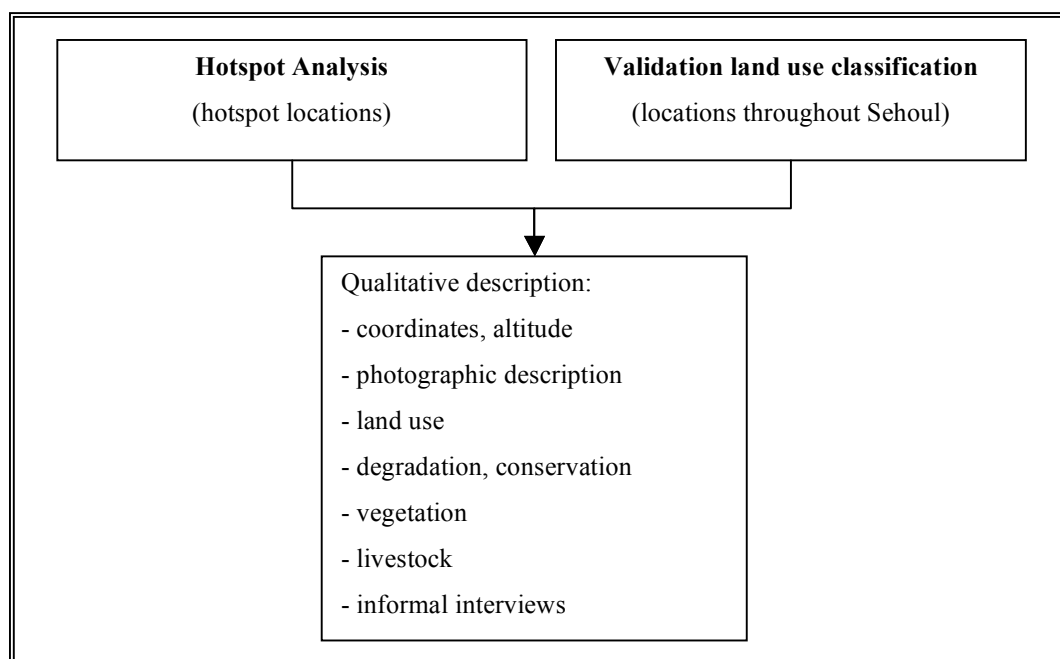 Hotspot Analysis
(hotspot locations)
Validation land use classification
(locations throughout Sehoul)
Qualitative description:
- coordinates, altitude
- photographic description
- land use
- degradation, conservation
- vegetation
- livestock
- informal interviews